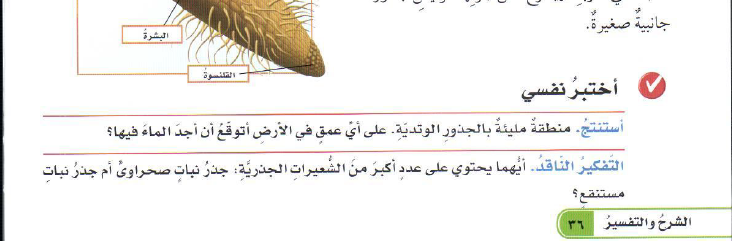 جانبيةٌ صغيرةٌ.
البشرةُ
القلنسوةُ
أختبرُ نفسي
أستنتجُ. منطقةٌ مليئةٌ بالجذورِ الوتديّةِ. على أيِّ عمقٍ في الأرضِ أتوقّعُ أن أجدَ الماءَ فيها؟
التّفكيرُ النّاقدُ. أيُّهما يحتوي على عددٍ أكبرَ منَ الشُّعيراتِ الجذريَّةِ: جذرُ نباتٍ صحراويٍّ أم جذرُ نباتِ
مستنقعٍ؟
الشرحُ والتفسيرُ ٣٦